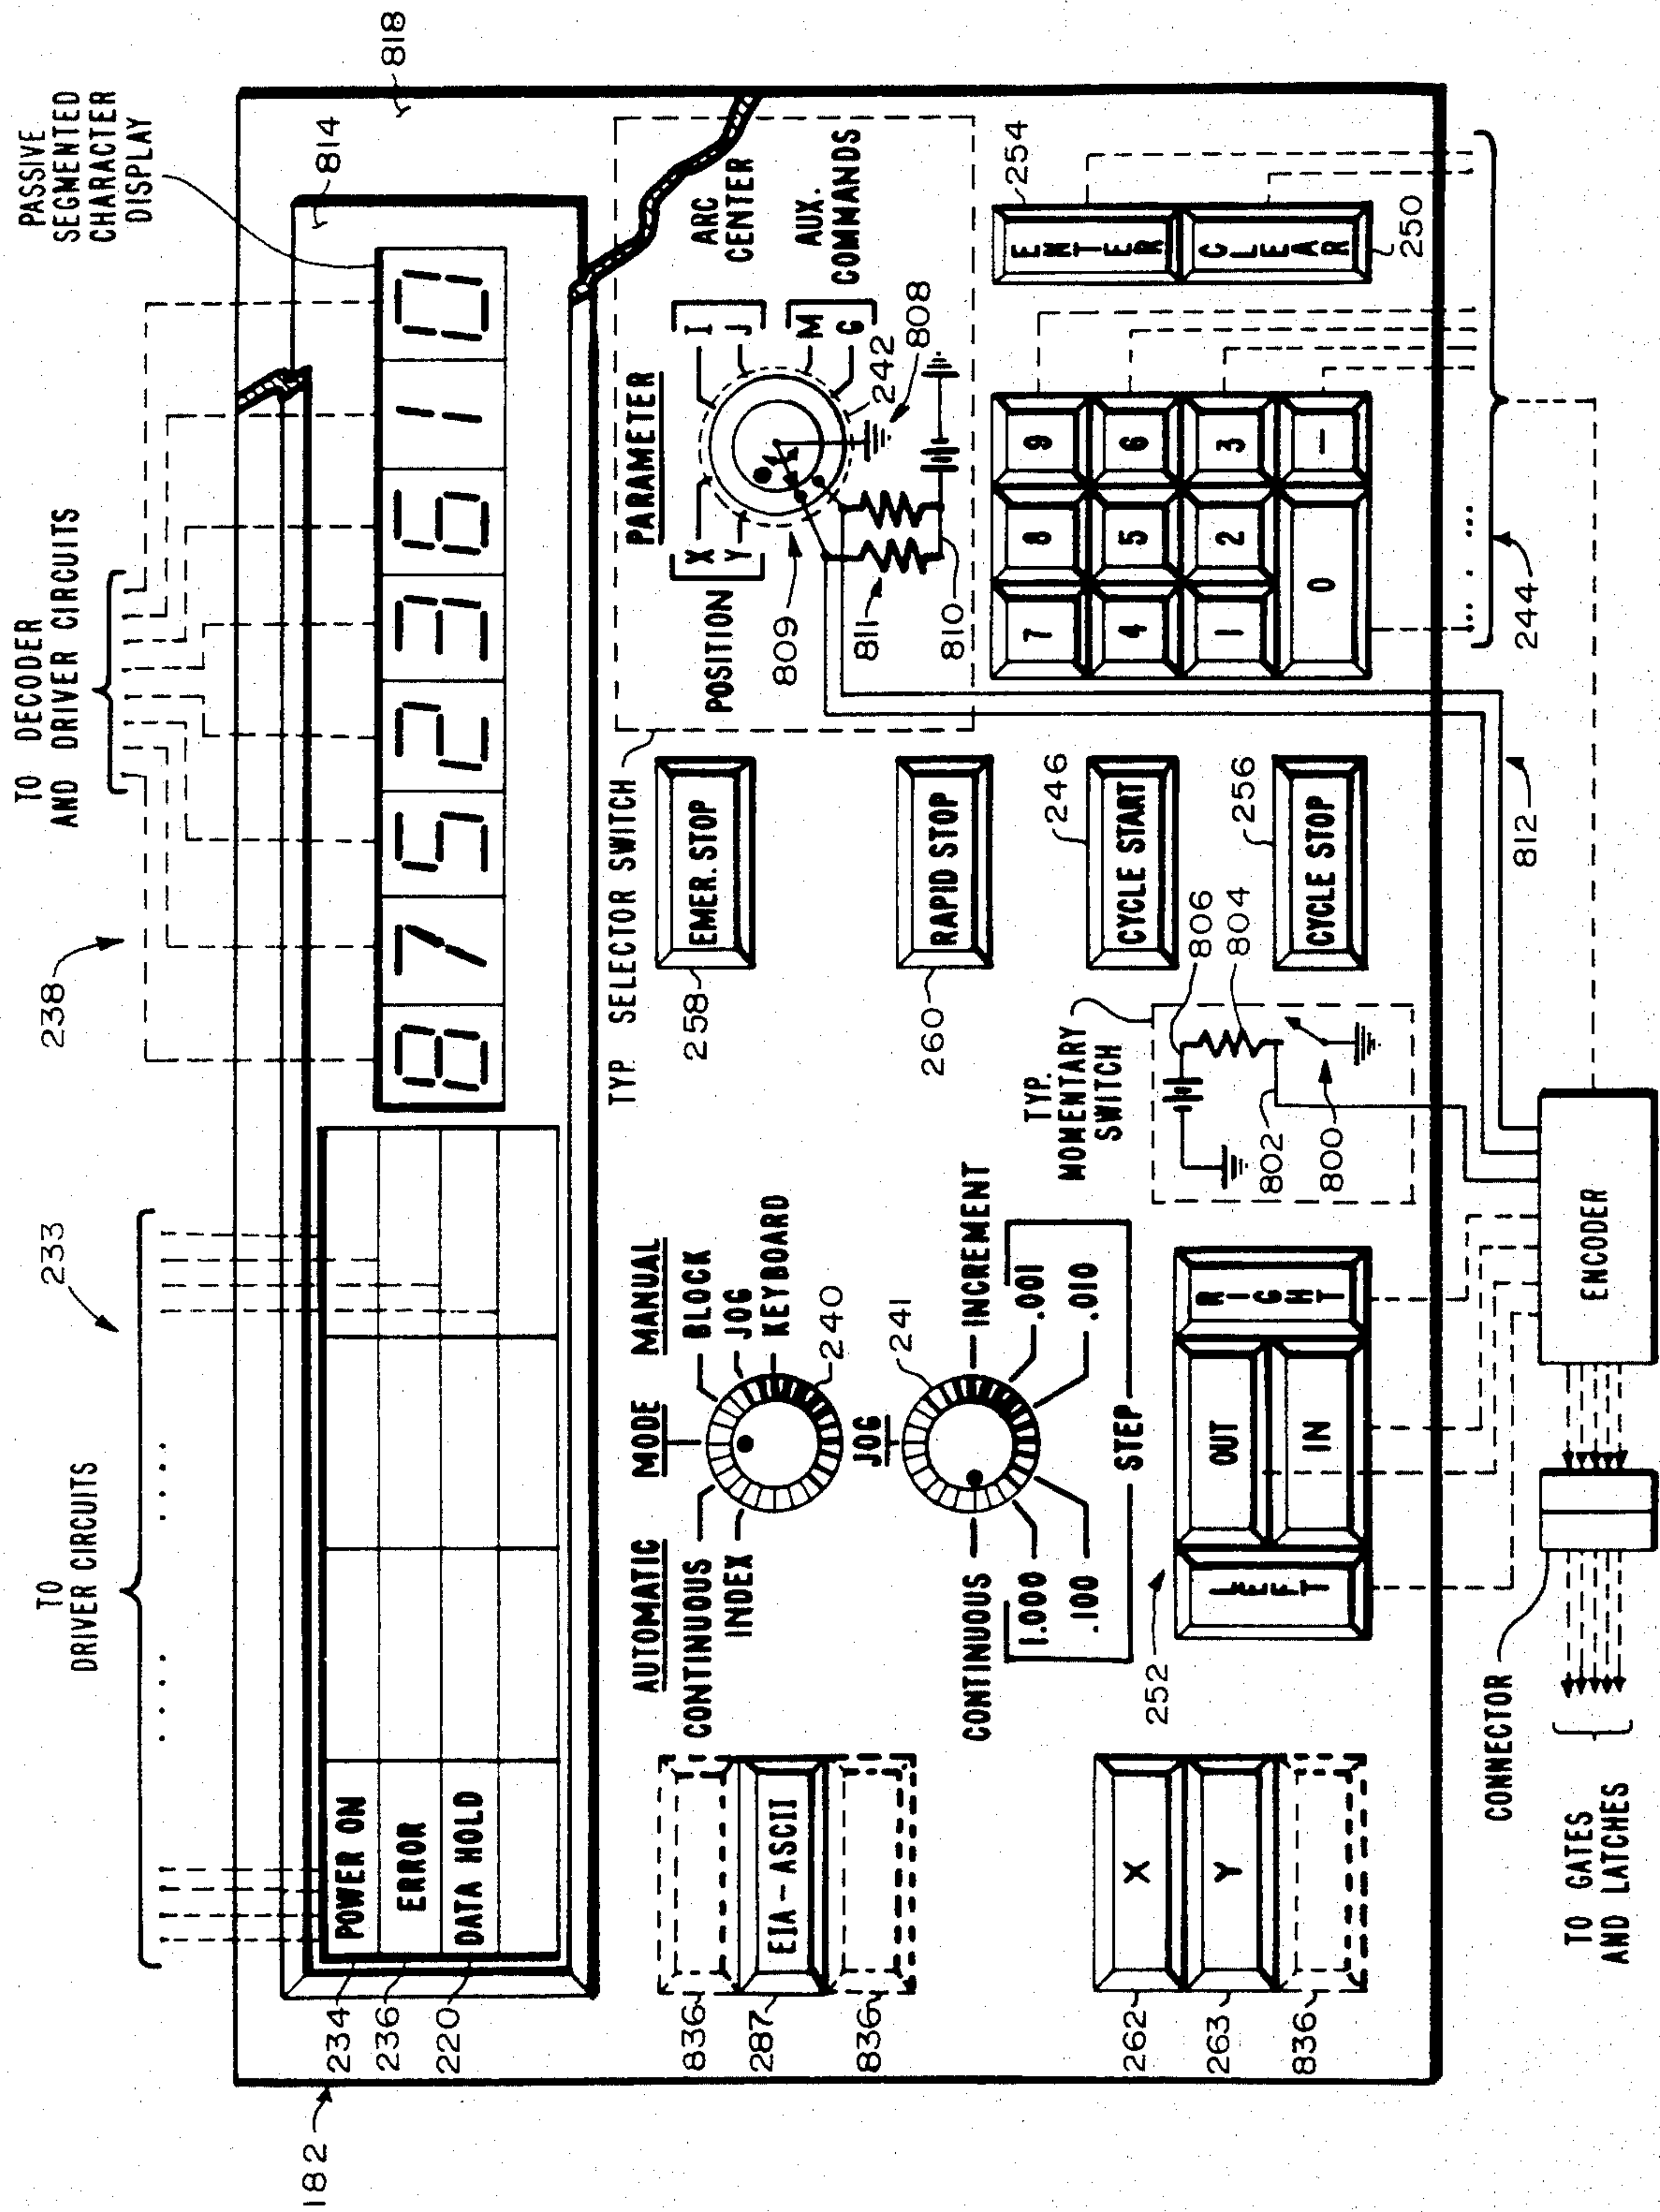 PASSIVE
SEGMENTED
CHARACTER
DISPLAY
TO DECODER
AND DRIVER CIRCUITS
TO
DRIVER CIRCUITS
233
238
814
818
182
234
236
220
POWER ON
ERROR
DATA HOLD
87523610
TYP. SELECTOR SWITCH
836
287
836
EIA-ASCII
AUTOMATIC
MODE
MANUAL
CONTINUOUS
INDEX
BLOCK
JOG
KEYBOARD
240
EMER. STOP
258
PARAMETER
POSITION
X
Y
I
J
M
G
ARC
CENTER
AUX.
COMMANDS
242
808
809
811
810
JOG
241
CONTINUOUS
INCREMENT
1.000
.001
.100
.010
STEP
RAPID STOP
260
CYCLE START
246
CYCLE STOP
256
262
263
836
X
Y
252
LEFT
OUT
IN
RIGHT
TYP.
MOMENTARY
SWITCH
806
804
802
800
7
8
9
4
5
6
1
2
3
0
-
ENTER
CLEAR
254
250
244
812
CONNECTOR
ENCODER
TO GATES
AND LATCHES